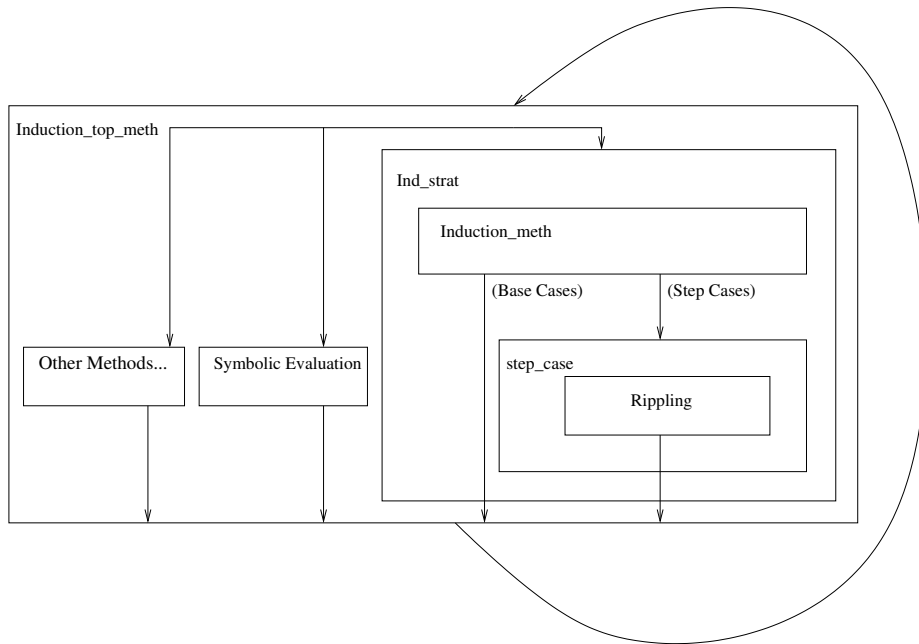 Induction_top_meth
Ind_strat
Induction_meth
(Base Cases)
(Step Cases)
Other Methods...
Symbolic Evaluation
step_case
Rippling